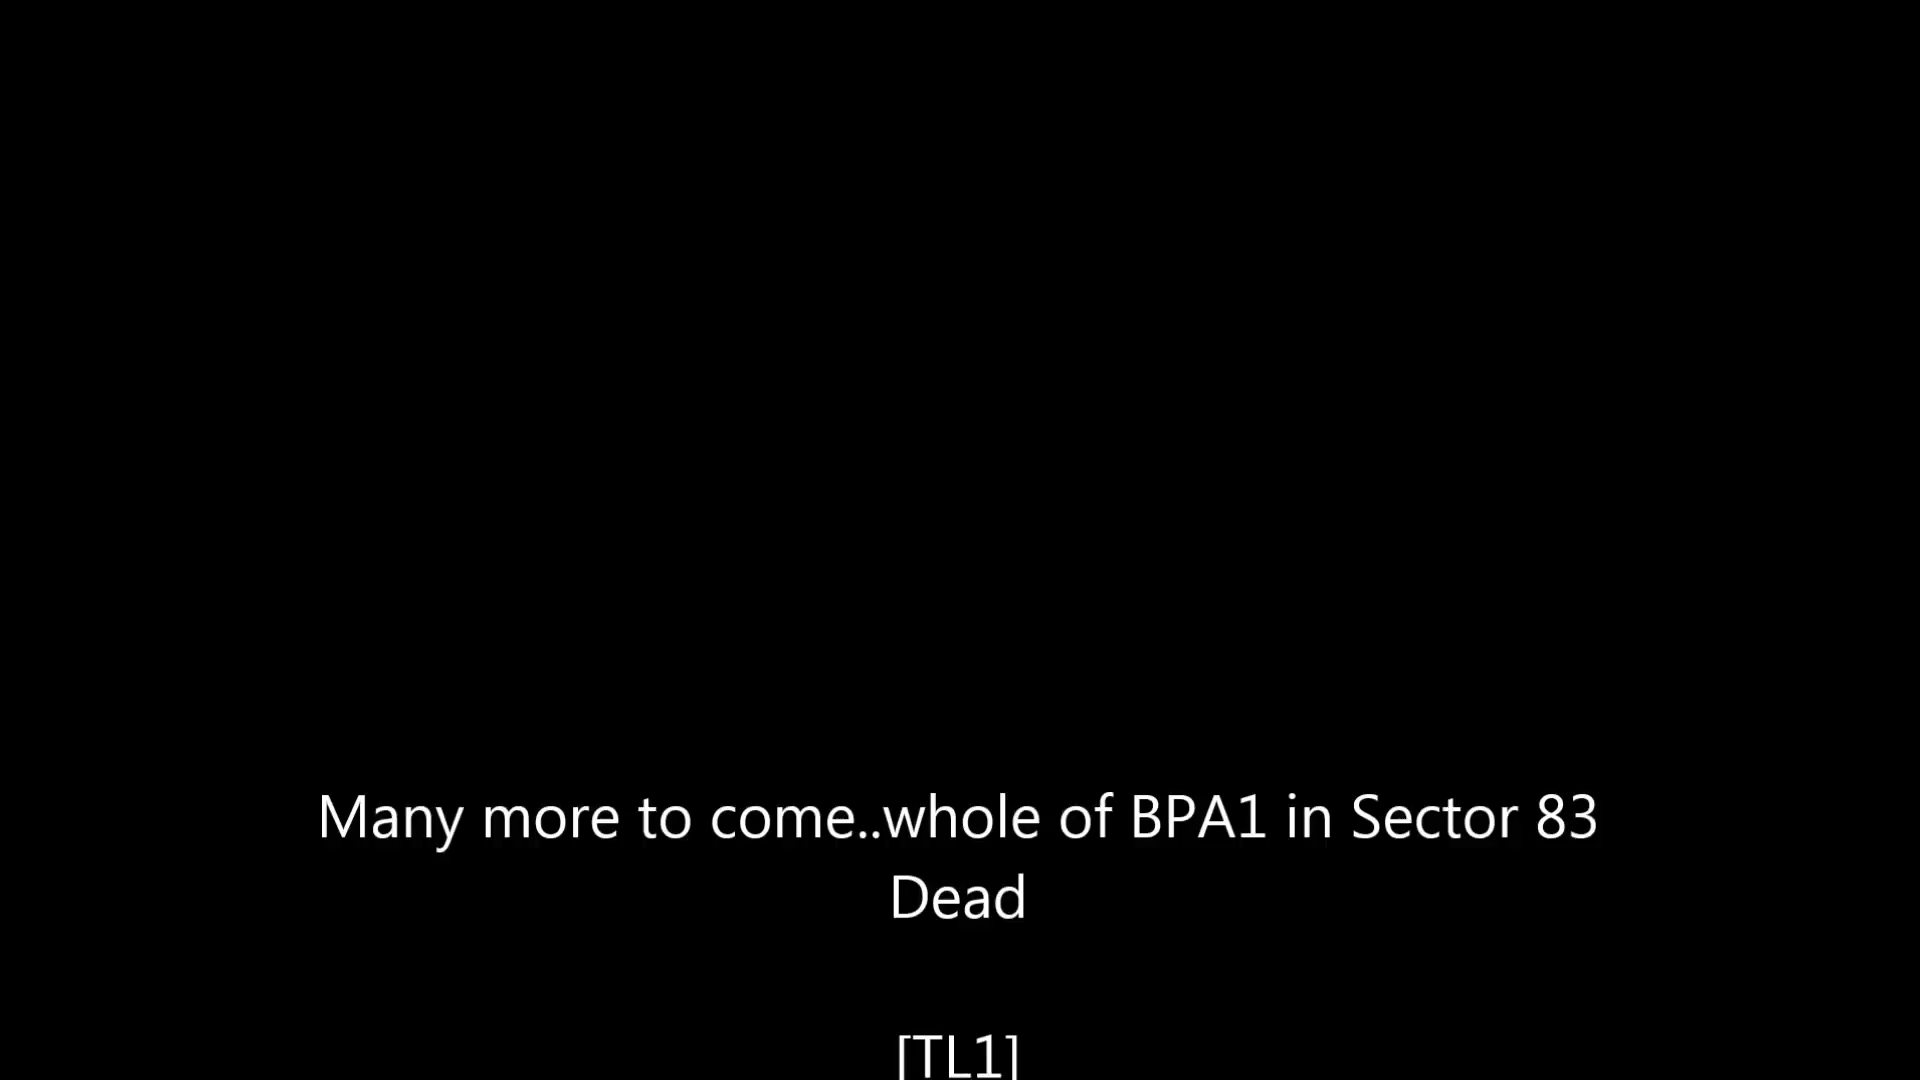 Many more to come..whole of BPA1 in Sector 83
Dead
[TL1]